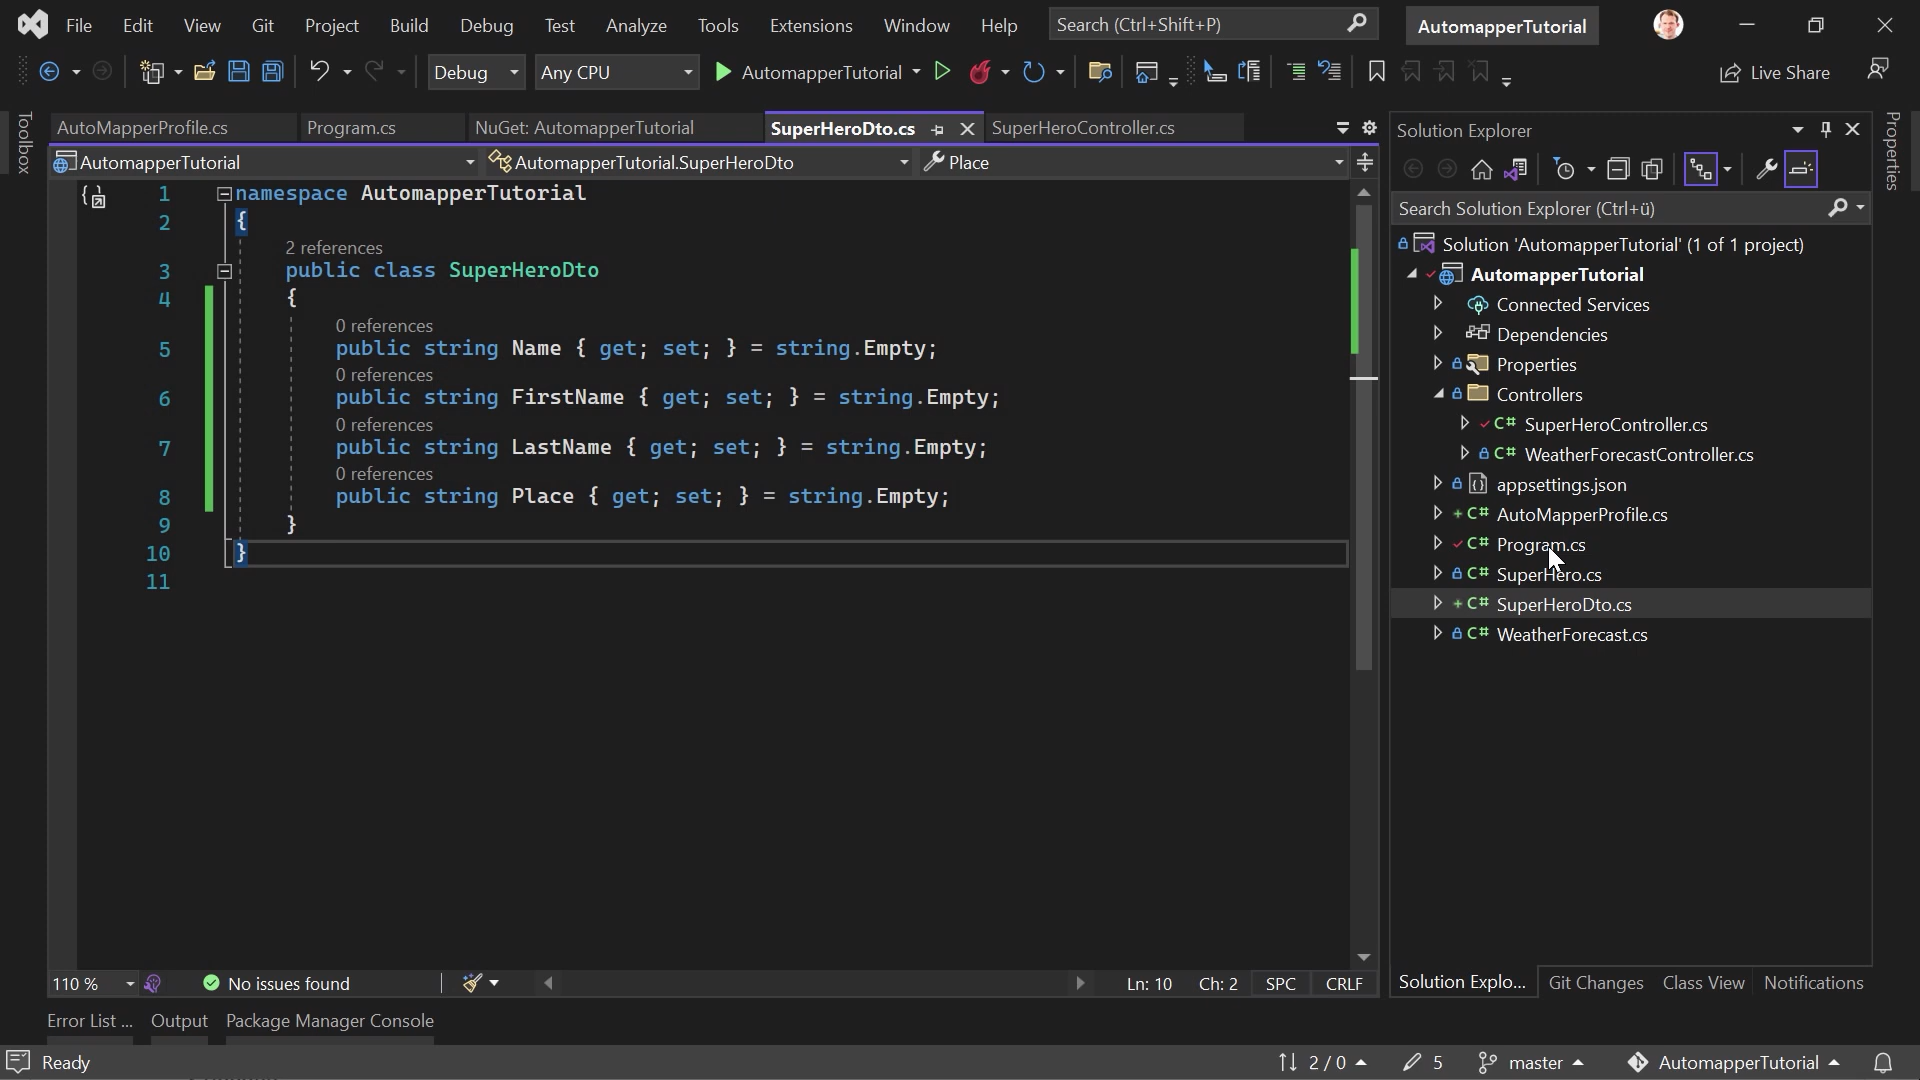 File Edit View Git Project Build Debug Test Analyze Tools Extensions Window Help Search (Ctrl+Shift+P) AutomapperTutorial
Debug Any CPU AutomapperTutorial Live Share
Toolbox
AutoMapperProfile.cs Program.cs NuGet: AutomapperTutorial SuperHeroDto.cs SuperHeroController.cs
AutomapperTutorial AutomapperTutorial.SuperHeroDto Place
1 namespace AutomapperTutorial
2 {
2 references
3 public class SuperHeroDto
4 {
0 references
5 public string Name { get; set; } = string.Empty;
0 references
6 public string FirstName { get; set; } = string.Empty;
0 references
7 public string LastName { get; set; } = string.Empty;
0 references
8 public string Place { get; set; } = string.Empty;
9 }
10 }
11
110 % No issues found Ln: 10 Ch: 2 SPC CRLF
Solution Explorer
Search Solution Explorer (Ctrl+ü)
Solution 'AutomapperTutorial' (1 of 1 project)
AutomapperTutorial
Connected Services
Dependencies
Properties
Controllers
SuperHeroController.cs
WeatherForecastController.cs
appsettings.json
AutoMapperProfile.cs
Program.cs
SuperHero.cs
SuperHeroDto.cs
WeatherForecast.cs
Solution Explo... Git Changes Class View Notifications
Properties
Error List ... Output Package Manager Console
Ready 2 / 0 5 master AutomapperTutorial